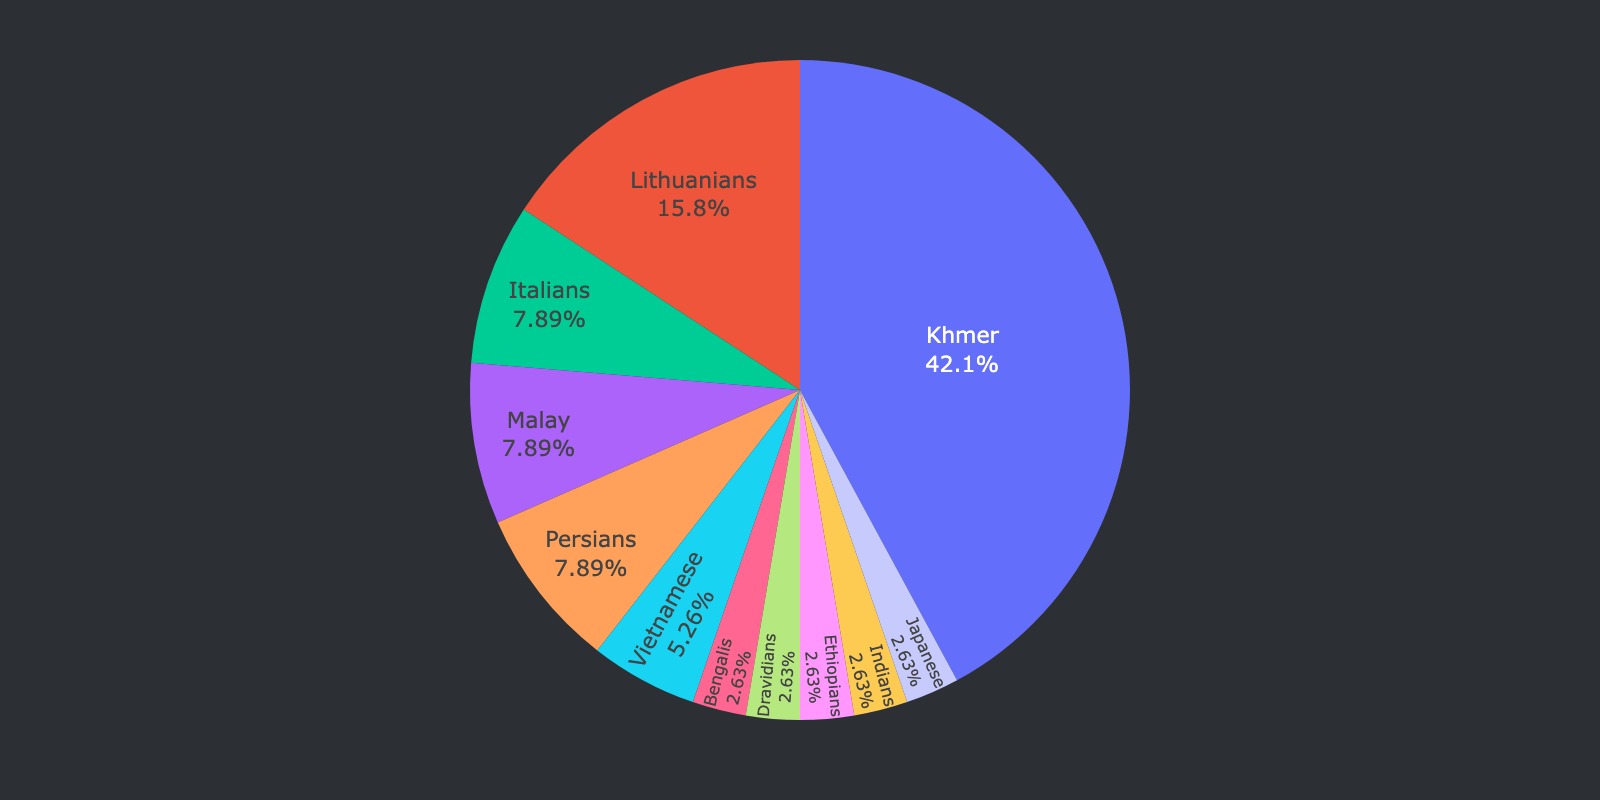 Lithuanians
15.8%
Italians
7.89%
Khmer
42.1%
Malay
7.89%
Persians
7.89%
Vietnamese
5.26%
Bengalis
2.63%
Dravidians
2.63%
Ethiopians
2.63%
Indians
2.63%
Japanese
2.63%